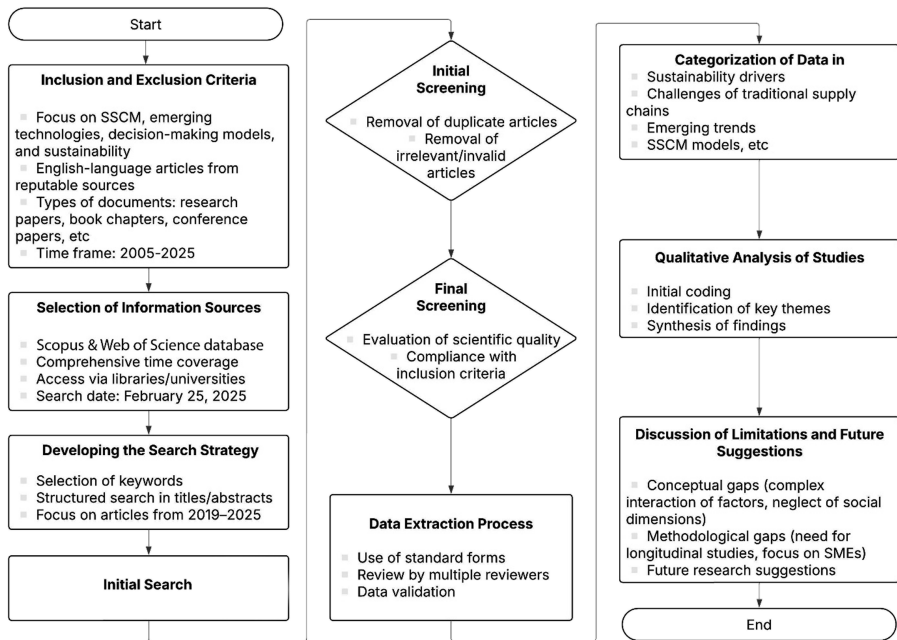 Start
Inclusion and Exclusion Criteria
Focus on SSCM, emerging
technologies, decision-making models,
and sustainability
English-language articles from
reputable sources
Types of documents: research
papers, book chapters, conference
papers, etc
Time frame: 2005-2025
Selection of Information Sources
Scopus & Web of Science database
Comprehensive time coverage
Access via libraries/universities
Search date: February 25, 2025
Developing the Search Strategy
Selection of keywords
Structured search in titles/abstracts
Focus on articles from 2019–2025
Initial Search
Initial
Screening
Removal of duplicate articles
Removal of
irrelevant/invalid
articles
Final
Screening
Evaluation of scientific quality
Compliance with
inclusion criteria
Data Extraction Process
Use of standard forms
Review by multiple reviewers
Data validation
Categorization of Data in
Sustainability drivers
Challenges of traditional supply
chains
Emerging trends
SSCM models, etc
Qualitative Analysis of Studies
Initial coding
Identification of key themes
Synthesis of findings
Discussion of Limitations and Future
Suggestions
Conceptual gaps (complex
interaction of factors, neglect of social
dimensions)
Methodological gaps (need for
longitudinal studies, focus on SMEs)
Future research suggestions
End